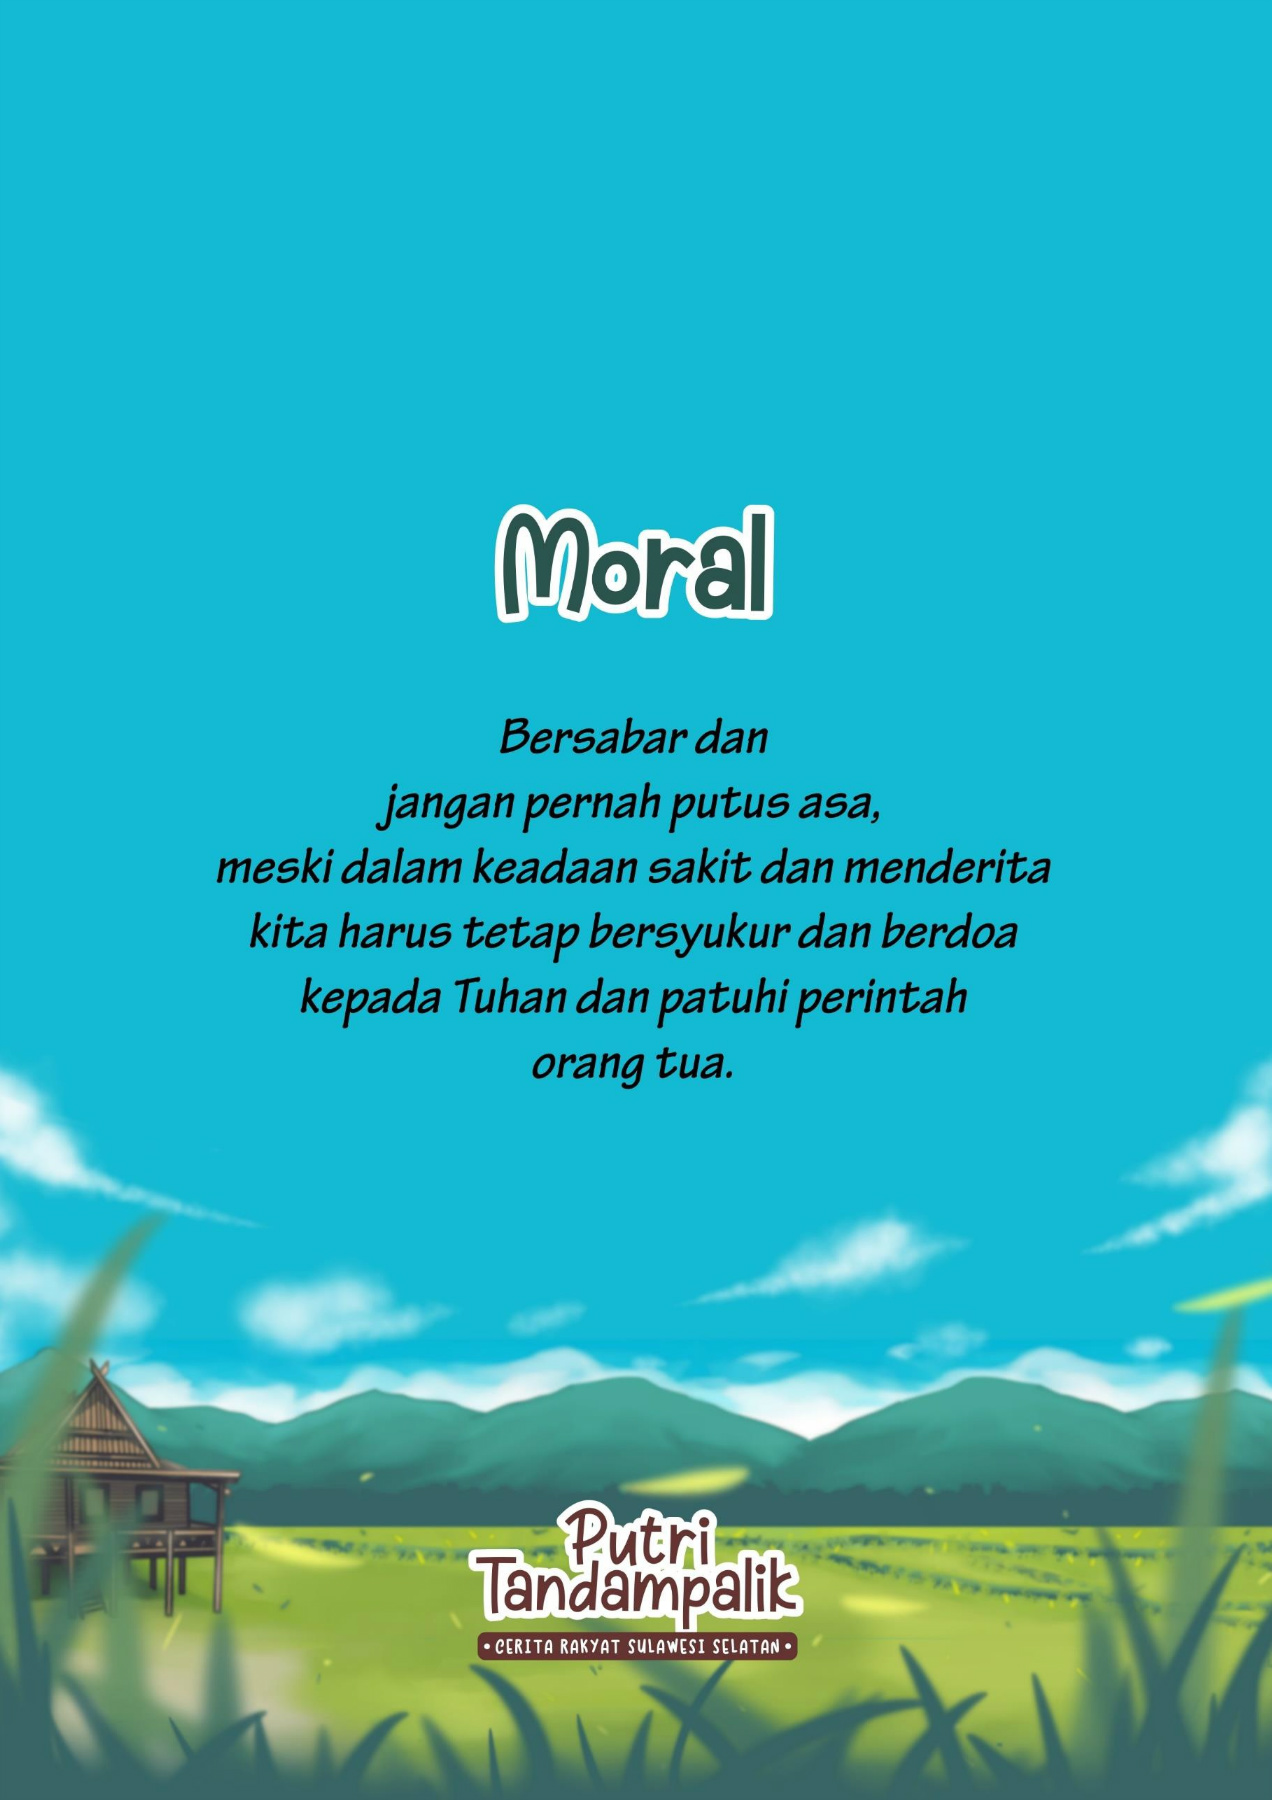 Moral
Bersabar dan
jangan pernah putus asa,
meski dalam keadaan sakit dan menderita
kita harus tetap bersyukur dan berdoa
kepada Tuhan dan patuhi perintah
orang tua.
Putri
Tandampalik
• CERITA RAKYAT SULAWESI SELATAN •